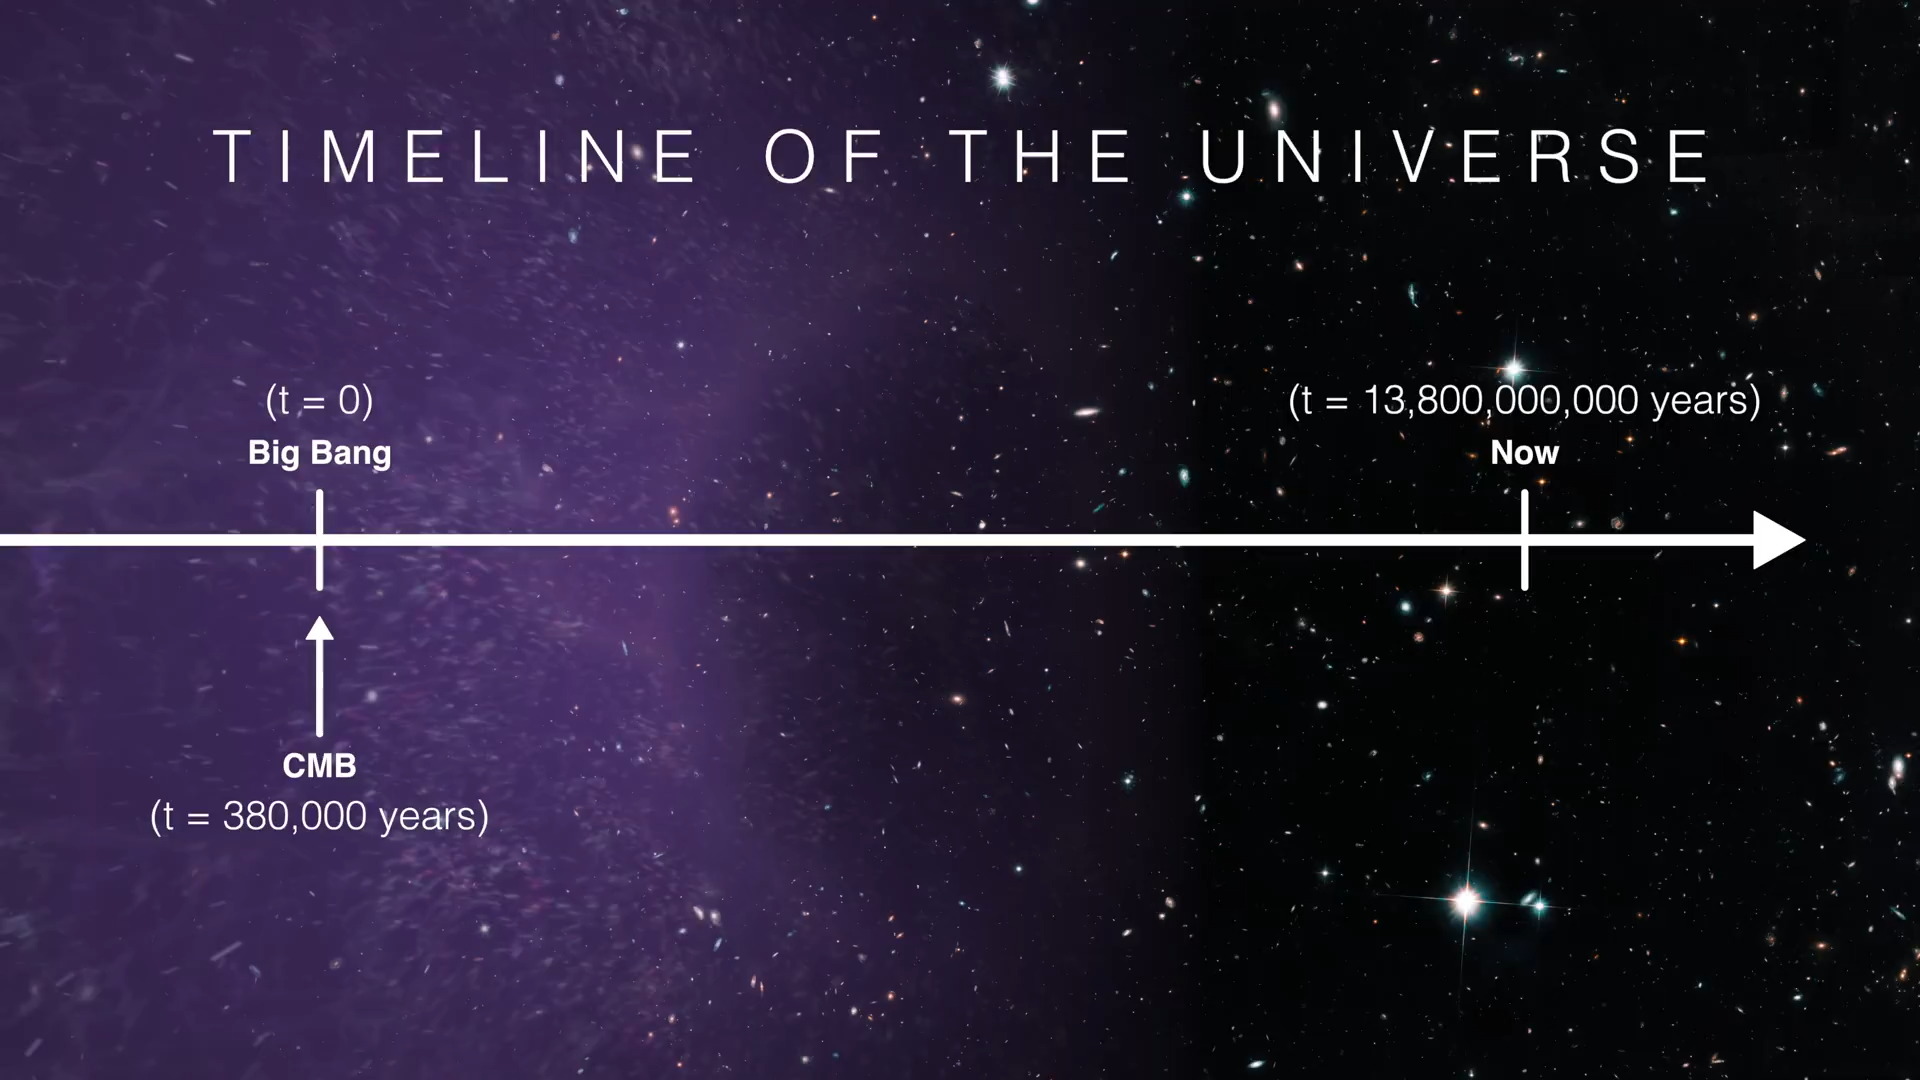 TIMELINE OF THE UNIVERSE
(t = 0)
Big Bang
(t = 13,800,000,000 years)
Now
CMB
(t = 380,000 years)